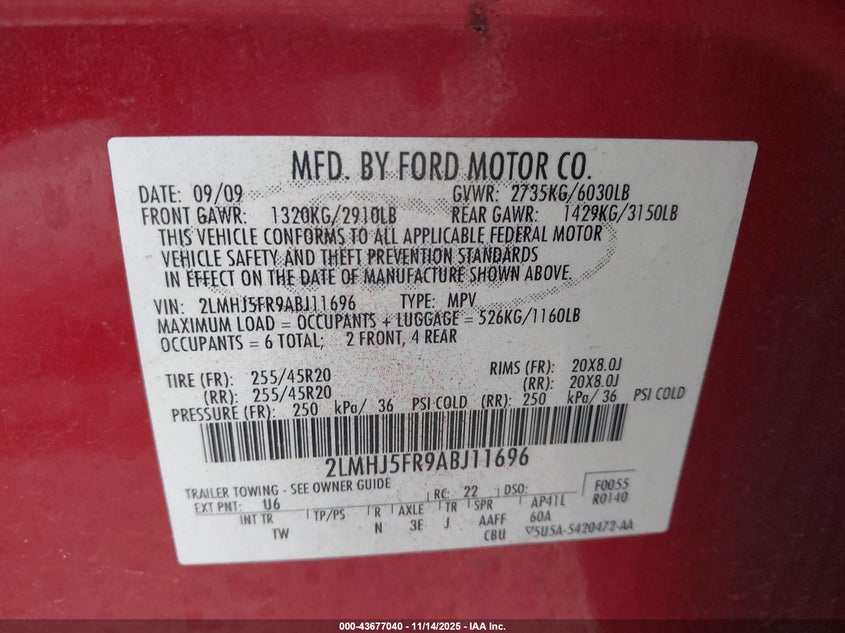 MFD. BY FORD MOTOR CO.
DATE: 09/09 GVWR: 2735KG/6030LB
FRONT GAWR: 1320KG/2910LB REAR GAWR: 1429KG/3150LB
THIS VEHICLE CONFORMS TO ALL APPLICABLE FEDERAL MOTOR
VEHICLE SAFETY AND THEFT PREVENTION STANDARDS
IN EFFECT ON THE DATE OF MANUFACTURE SHOWN ABOVE.
VIN: 2LMHJ5FR9ABJ11696 TYPE: MPV
MAXIMUM LOAD = OCCUPANTS + LUGGAGE = 526KG/1160LB
OCCUPANTS = 6 TOTAL; 2 FRONT, 4 REAR
TIRE (FR): 255/45R20 RIMS (FR): 20X8.0J
(RR): 255/45R20 (RR): 20X8.0J
PRESSURE (FR): 250 kPa/ 36 PSI COLD (RR): 250 kPa/ 36 PSI COLD
2LMHJ5FR9ABJ11696
TRAILER TOWING - SEE OWNER GUIDE F0055
EXT PNT: U6 RC: 22 DSO: R0140
INT TR TP/PS R AXLE TR SPR AP41L
TW N 3E J AAFF 60A
CBU ▽5U5A-5420472-AA
000-43677040 - 11/14/2025 - IAA Inc.